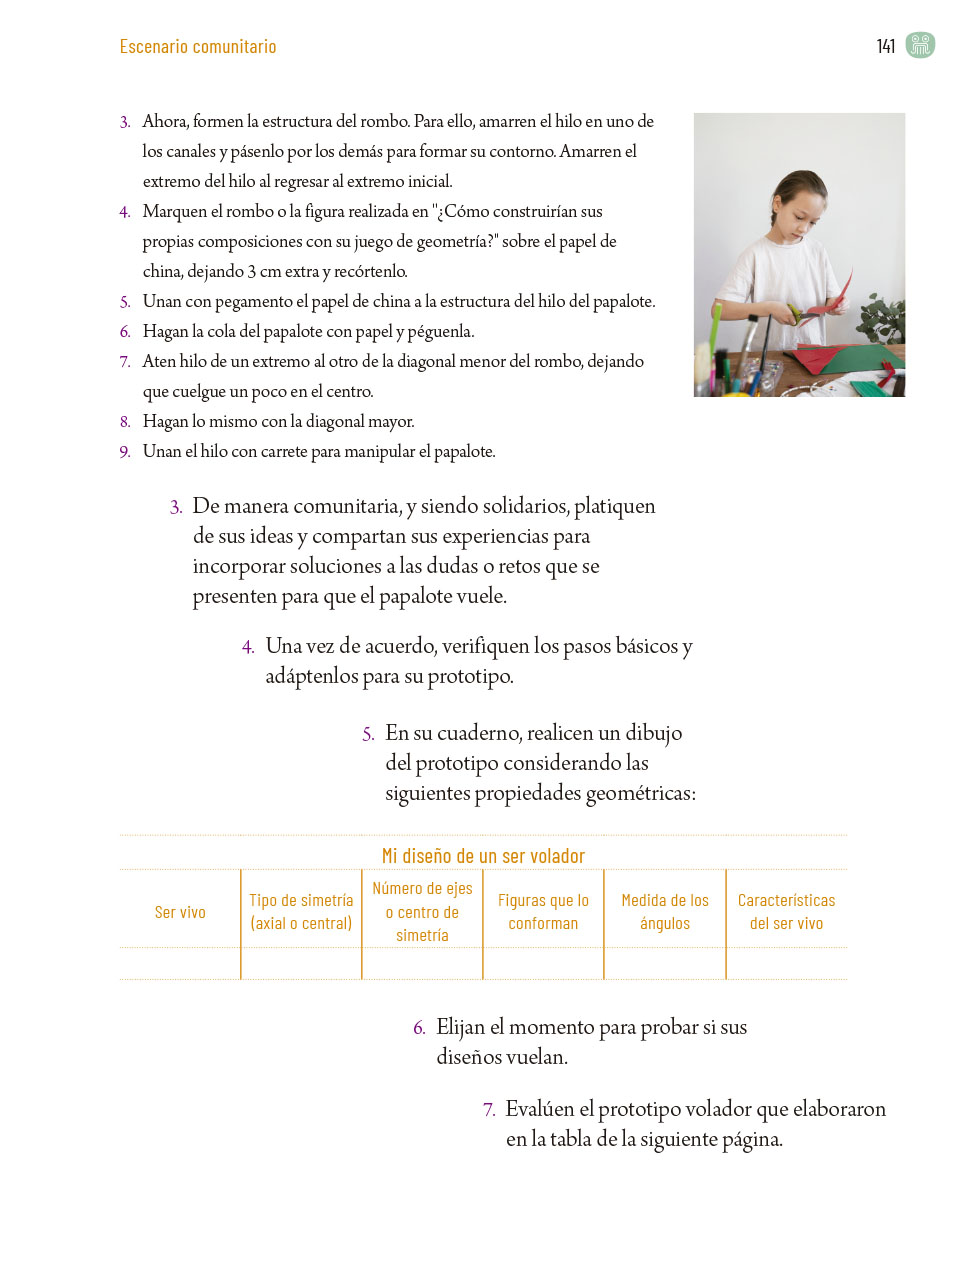 Escenario comunitario
141
3. Ahora, formen la estructura del rombo. Para ello, amarren el hilo en uno de
los canales y pásenlo por los demás para formar su contorno. Amarren el
extremo del hilo al regresar al extremo inicial.
4. Marquen el rombo o la figura realizada en "¿Cómo construirían sus
propias composiciones con su juego de geometría?" sobre el papel de
china, dejando 3 cm extra y recórtenlo.
5. Unan con pegamento el papel de china a la estructura del hilo del papalote.
6. Hagan la cola del papalote con papel y péguenla.
7. Aten hilo de un extremo al otro de la diagonal menor del rombo, dejando
que cuelgue un poco en el centro.
8. Hagan lo mismo con la diagonal mayor.
9. Unan el hilo con carrete para manipular el papalote.
3. De manera comunitaria, y siendo solidarios, platiquen
de sus ideas y compartan sus experiencias para
incorporar soluciones a las dudas o retos que se
presenten para que el papalote vuele.
4. Una vez de acuerdo, verifiquen los pasos básicos y
adáptenlos para su prototipo.
5. En su cuaderno, realicen un dibujo
del prototipo considerando las
siguientes propiedades geométricas:
Mi diseño de un ser volador
Ser vivo
Tipo de simetría
(axial o central)
Número de ejes
o centro de
simetría
Figuras que lo
conforman
Medida de los
ángulos
Características
del ser vivo
6. Elijan el momento para probar si sus
diseños vuelan.
7. Evalúen el prototipo volador que elaboraron
en la tabla de la siguiente página.